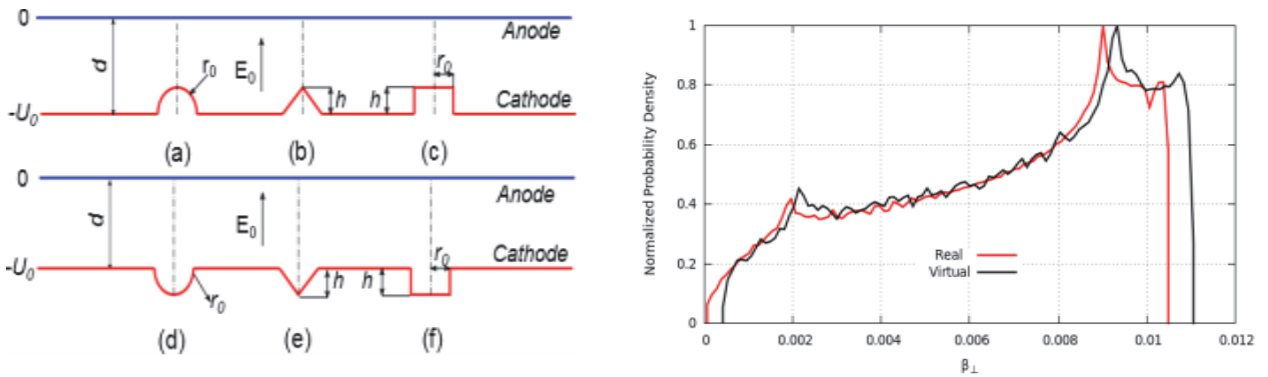 0
Anode
d
r0
E0
h
h
r0
Cathode
-U0
(a)
(b)
(c)
0
Anode
d
E0
Cathode
-U0
r0
h
h
r0
(d)
(e)
(f)
Normalized Probability Density
1
0.8
0.6
0.4
0.2
0
Real
Virtual
0
0.002
0.004
0.006
0.008
0.01
0.012
β⊥